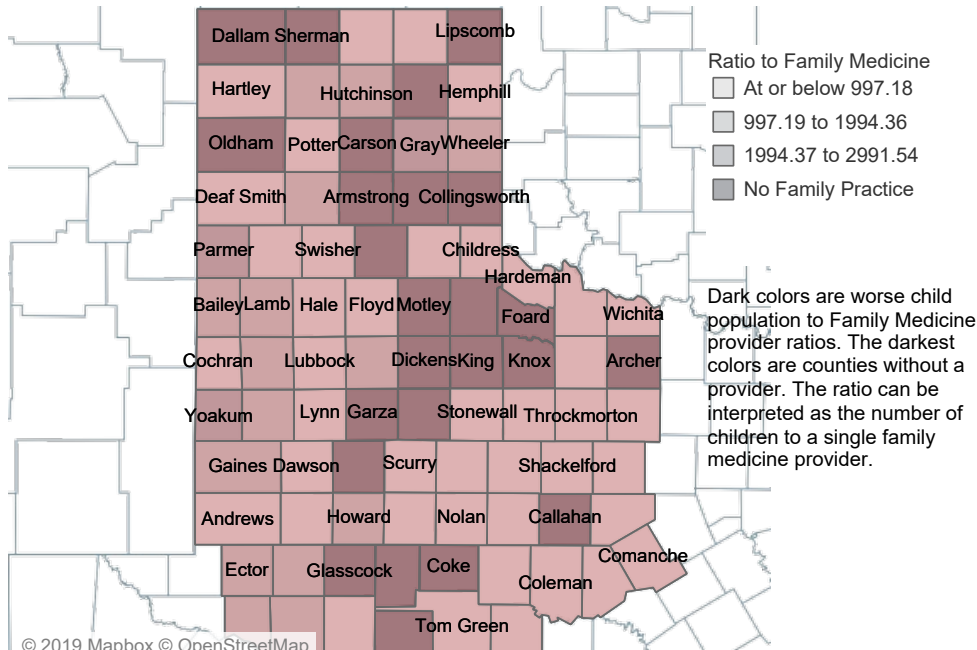 Dallam Sherman Lipscomb
Hartley Hutchinson Hemphill
Oldham Potter Carson Gray Wheeler
Deaf Smith Armstrong Collingsworth
Parmer Swisher Childress
Hardeman
Bailey Lamb Hale Floyd Motley Foard Wichita
Cochran Lubbock Dickens King Knox Archer
Yoakum Lynn Garza Stonewall Throckmorton
Gaines Dawson Scurry Shackelford
Andrews Howard Nolan Callahan
Comanche
Ector Glasscock Coke Coleman
Tom Green
© 2019 Mapbox © OpenStreetMap
Ratio to Family Medicine
At or below 997.18
997.19 to 1994.36
1994.37 to 2991.54
No Family Practice
Dark colors are worse child
population to Family Medicine
provider ratios. The darkest
colors are counties without a
provider. The ratio can be
interpreted as the number of
children to a single family
medicine provider.